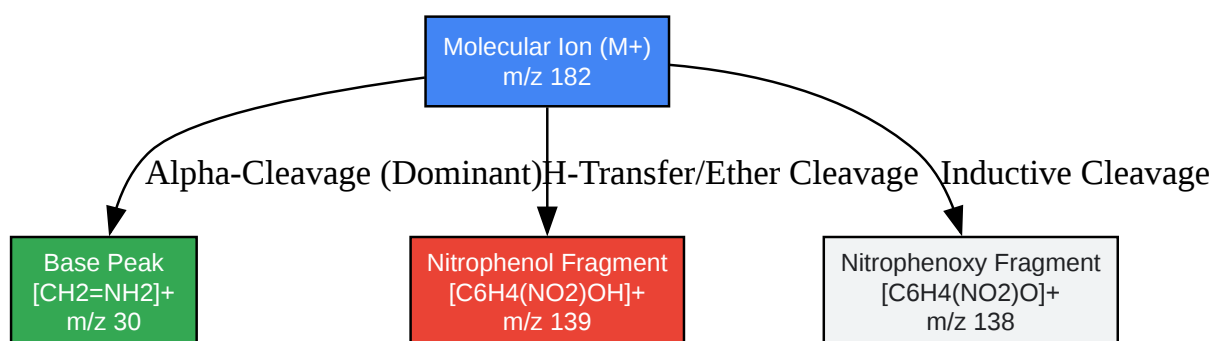 Molecular Ion (M+)
m/z 182
Alpha-Cleavage (Dominant)
H-Transfer/Ether Cleavage
Inductive Cleavage
Base Peak
[CH2=NH2]+
m/z 30
Nitrophenol Fragment
[C6H4(NO2)OH]+
m/z 139
Nitrophenoxy Fragment
[C6H4(NO2)O]+
m/z 138